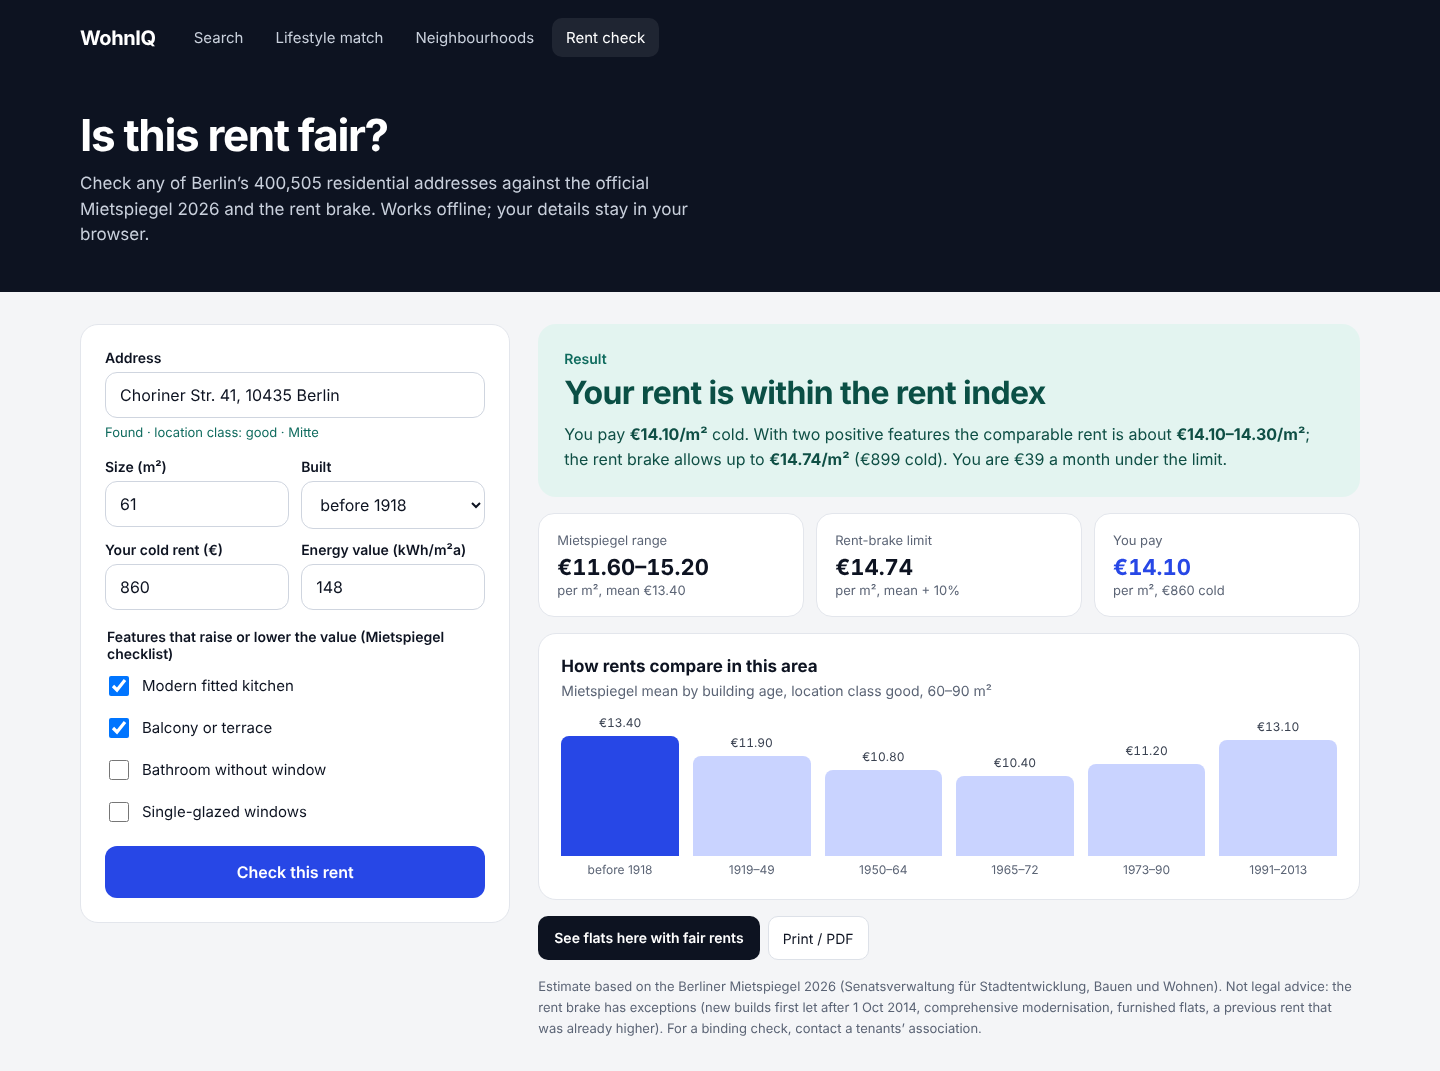 WohnIQ
Search
Lifestyle match
Neighbourhoods
Rent check
Is this rent fair?
Check any of Berlin’s 400,505 residential addresses against the official
Mietspiegel 2026 and the rent brake. Works offline; your details stay in your
browser.
Address
Choriner Str. 41, 10435 Berlin
Found · location class: good · Mitte
Size (m²)
Built
61
before 1918
Your cold rent (€)
Energy value (kWh/m²a)
860
148
Features that raise or lower the value (Mietspiegel
checklist)
Modern fitted kitchen
Balcony or terrace
Bathroom without window
Single-glazed windows
Check this rent
Result
Your rent is within the rent index
You pay €14.10/m² cold. With two positive features the comparable rent is about €14.10–14.30/m²;
the rent brake allows up to €14.74/m² (€899 cold). You are €39 a month under the limit.
Mietspiegel range
€11.60–15.20
per m², mean €13.40
Rent-brake limit
€14.74
per m², mean + 10%
You pay
€14.10
per m², €860 cold
How rents compare in this area
Mietspiegel mean by building age, location class good, 60–90 m²
€13.40
€11.90
€10.80
€10.40
€11.20
€13.10
before 1918
1919–49
1950–64
1965–72
1973–90
1991–2013
See flats here with fair rents
Print / PDF
Estimate based on the Berliner Mietspiegel 2026 (Senatsverwaltung für Stadtentwicklung, Bauen und Wohnen). Not legal advice: the
rent brake has exceptions (new builds first let after 1 Oct 2014, comprehensive modernisation, furnished flats, a previous rent that
was already higher). For a binding check, contact a tenants’ association.